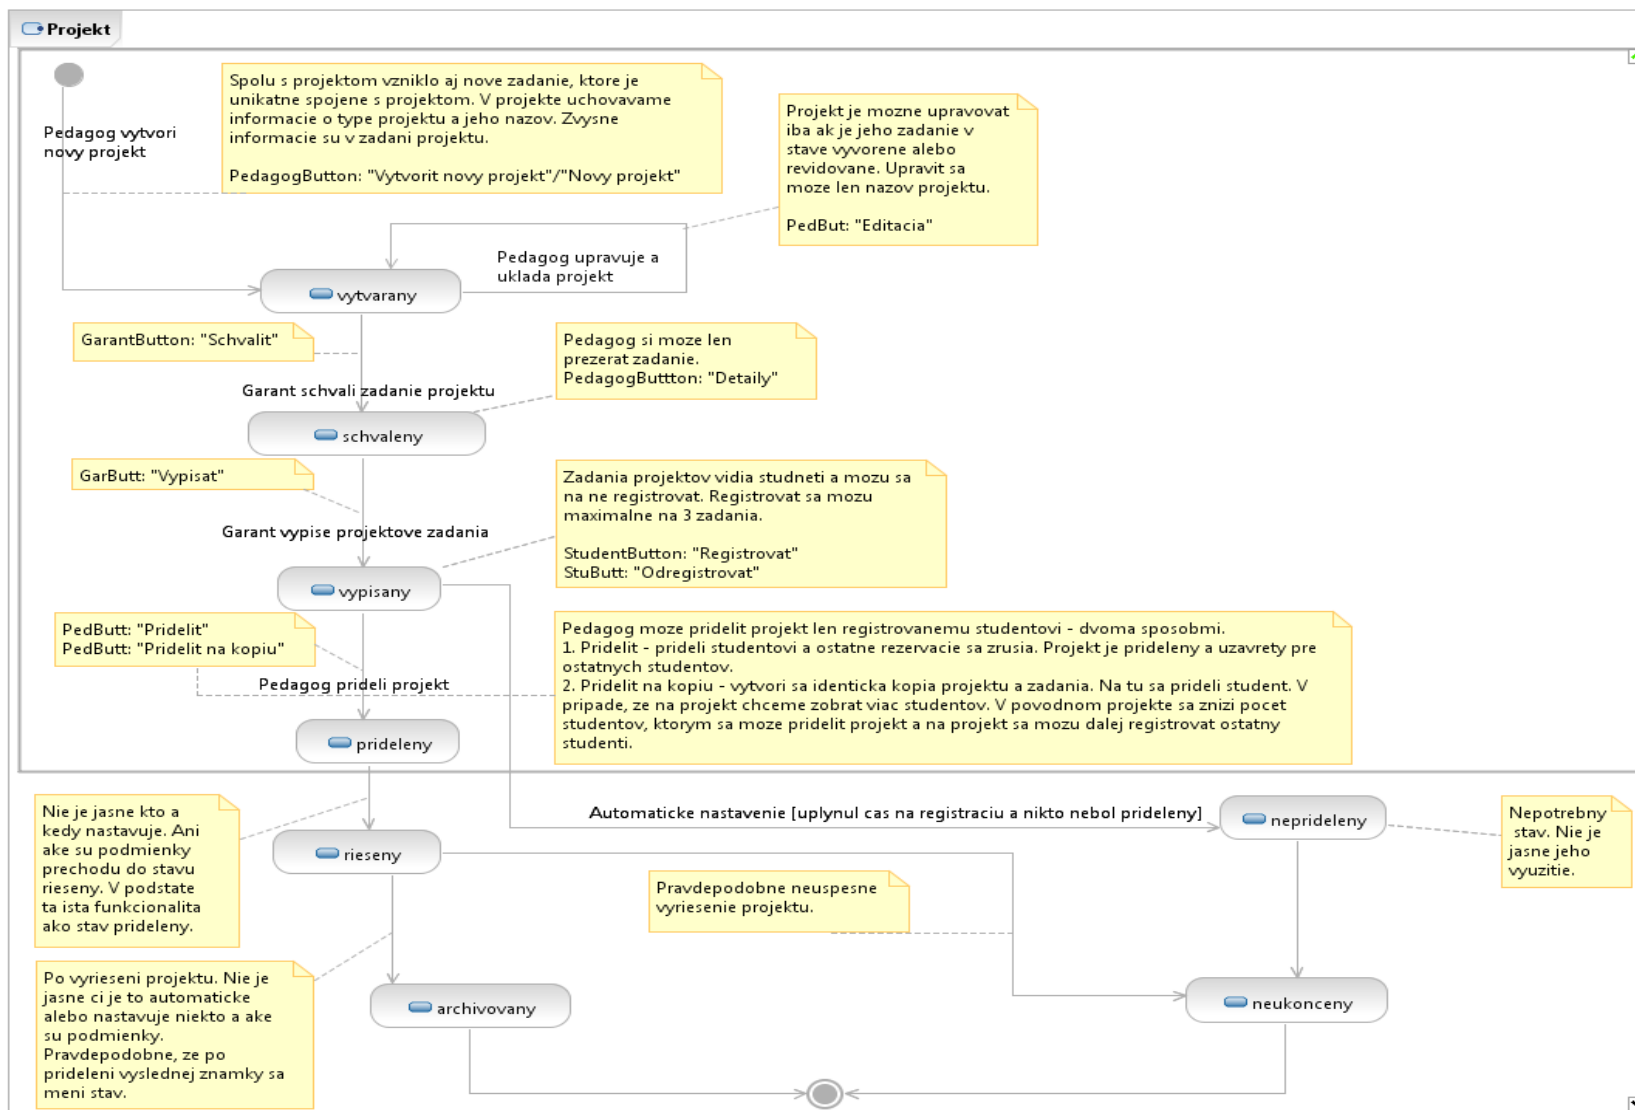 Projekt
Spolu s projektom vzniklo aj nove zadanie, ktore je
unikatne spojene s projektom. V projekte uchovavame
informacie o type projektu a jeho nazov. Zvysne
informacie su v zadani projektu.
PedagogButton: "Vytvorit novy projekt"/"Novy projekt"
Projekt je mozne upravovat
iba ak je jeho zadanie v
stave vyvorene alebo
revidovane. Upravit sa
moze len nazov projektu.
PedBut: "Editacia"
Pedagog vytvori
novy projekt
Pedagog upravuje a
uklada projekt
vytvarany
GarantButton: "Schvalit"
Pedagog si moze len
prezerat zadanie.
PedagogButtton: "Detaily"
Garant schvali zadanie projektu
schvaleny
GarButt: "Vypisat"
Zadania projektov vidia studneti a mozu sa
na ne registrovat. Registrovat sa mozu
maximalne na 3 zadania.
StudentButton: "Registrovat"
StuButt: "Odregistrovat"
Garant vypise projektove zadania
vypisany
PedButt: "Pridelit"
PedButt: "Pridelit na kopiu"
Pedagog moze pridelit projekt len registrovanemu studentovi - dvoma sposobmi.
1. Pridelit - prideli studentovi a ostatne rezervacie sa zrusia. Projekt je prideleny a uzavrety pre
ostatnych studentov.
2. Pridelit na kopiu - vytvori sa identicka kopia projektu a zadania. Na tu sa prideli student. V
pripade, ze na projekt chceme zobrat viac studentov. V povodnom projekte sa znizi pocet
studentov, ktorym sa moze pridelit projekt a na projekt sa mozu dalej registrovat ostatny
studenti.
Pedagog prideli projekt
prideleny
Nie je jasne kto a
kedy nastavuje. Ani
ake su podmienky
prechodu do stavu
rieseny. V podstate
ta ista funkcionalita
ako stav prideleny.
Automaticke nastavenie [uplynul cas na registraciu a nikto nebol prideleny]
neprideleny
Nepotrebny
stav. Nie je
jasne jeho
vyuzitie.
rieseny
Pravdepodobne neuspesne
vyriesenie projektu.
Po vyrieseni projektu. Nie je
jasne ci je to automaticke
alebo nastavuje niekto a ake
su podmienky.
Pravdepodobne, ze po
prideleni vyslednej znamky sa
meni stav.
archivovany
neukonceny